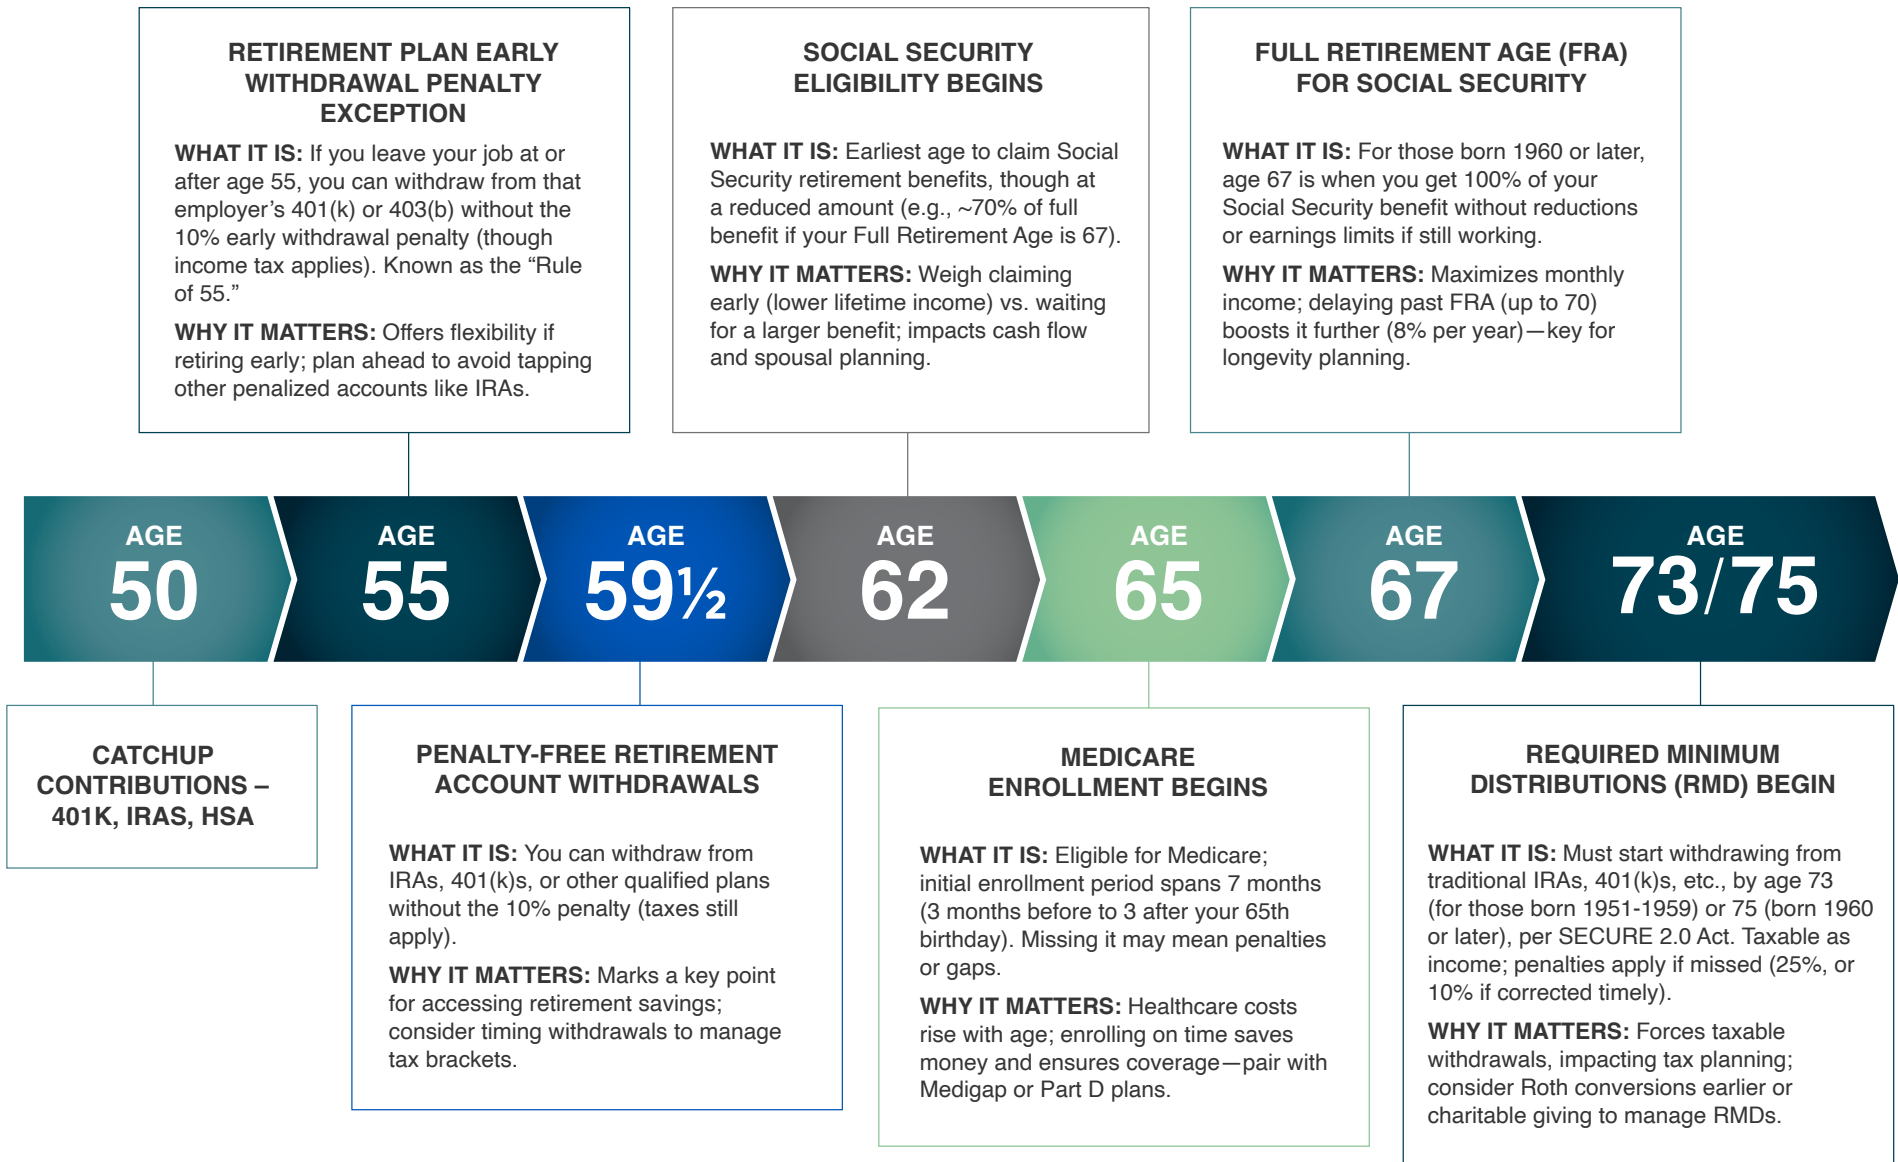 RETIREMENT PLAN EARLY
WITHDRAWAL PENALTY
EXCEPTION
WHAT IT IS: If you leave your job at or
after age 55, you can withdraw from that
employer’s 401(k) or 403(b) without the
10% early withdrawal penalty (though
income tax applies). Known as the “Rule
of 55.”
WHY IT MATTERS: Offers flexibility if
retiring early; plan ahead to avoid tapping
other penalized accounts like IRAs.
SOCIAL SECURITY
ELIGIBILITY BEGINS
WHAT IT IS: Earliest age to claim Social
Security retirement benefits, though at
a reduced amount (e.g., ~70% of full
benefit if your Full Retirement Age is 67).
WHY IT MATTERS: Weigh claiming
early (lower lifetime income) vs. waiting
for a larger benefit; impacts cash flow
and spousal planning.
FULL RETIREMENT AGE (FRA)
FOR SOCIAL SECURITY
WHAT IT IS: For those born 1960 or later,
age 67 is when you get 100% of your
Social Security benefit without reductions
or earnings limits if still working.
WHY IT MATTERS: Maximizes monthly
income; delaying past FRA (up to 70)
boosts it further (8% per year)—key for
longevity planning.
AGE
50
AGE
55
AGE
59½
AGE
62
AGE
65
AGE
67
AGE
73/75
CATCHUP
CONTRIBUTIONS –
401K, IRAS, HSA
PENALTY-FREE RETIREMENT
ACCOUNT WITHDRAWALS
WHAT IT IS: You can withdraw from
IRAs, 401(k)s, or other qualified plans
without the 10% penalty (taxes still
apply).
WHY IT MATTERS: Marks a key point
for accessing retirement savings;
consider timing withdrawals to manage
tax brackets.
MEDICARE
ENROLLMENT BEGINS
WHAT IT IS: Eligible for Medicare;
initial enrollment period spans 7 months
(3 months before to 3 after your 65th
birthday). Missing it may mean penalties
or gaps.
WHY IT MATTERS: Healthcare costs
rise with age; enrolling on time saves
money and ensures coverage—pair with
Medigap or Part D plans.
REQUIRED MINIMUM
DISTRIBUTIONS (RMD) BEGIN
WHAT IT IS: Must start withdrawing from
traditional IRAs, 401(k)s, etc., by age 73
(for those born 1951-1959) or 75 (born 1960
or later), per SECURE 2.0 Act. Taxable as
income; penalties apply if missed (25%, or
10% if corrected timely).
WHY IT MATTERS: Forces taxable
withdrawals, impacting tax planning;
consider Roth conversions earlier or
charitable giving to manage RMDs.